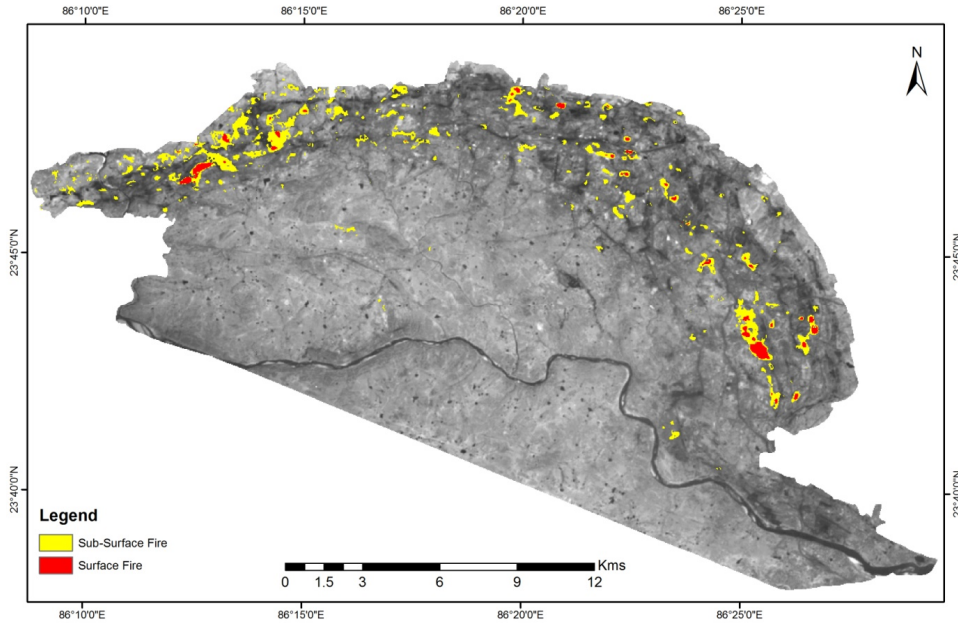 86°10'0"E 86°15'0"E 86°20'0"E 86°25'0"E
N
23°45'0"N 23°45'0"N
23°40'0"N 23°40'0"N
Legend
Sub-Surface Fire
Surface Fire
Kms
0 1.5 3 6 9 12
86°10'0"E 86°15'0"E 86°20'0"E 86°25'0"E